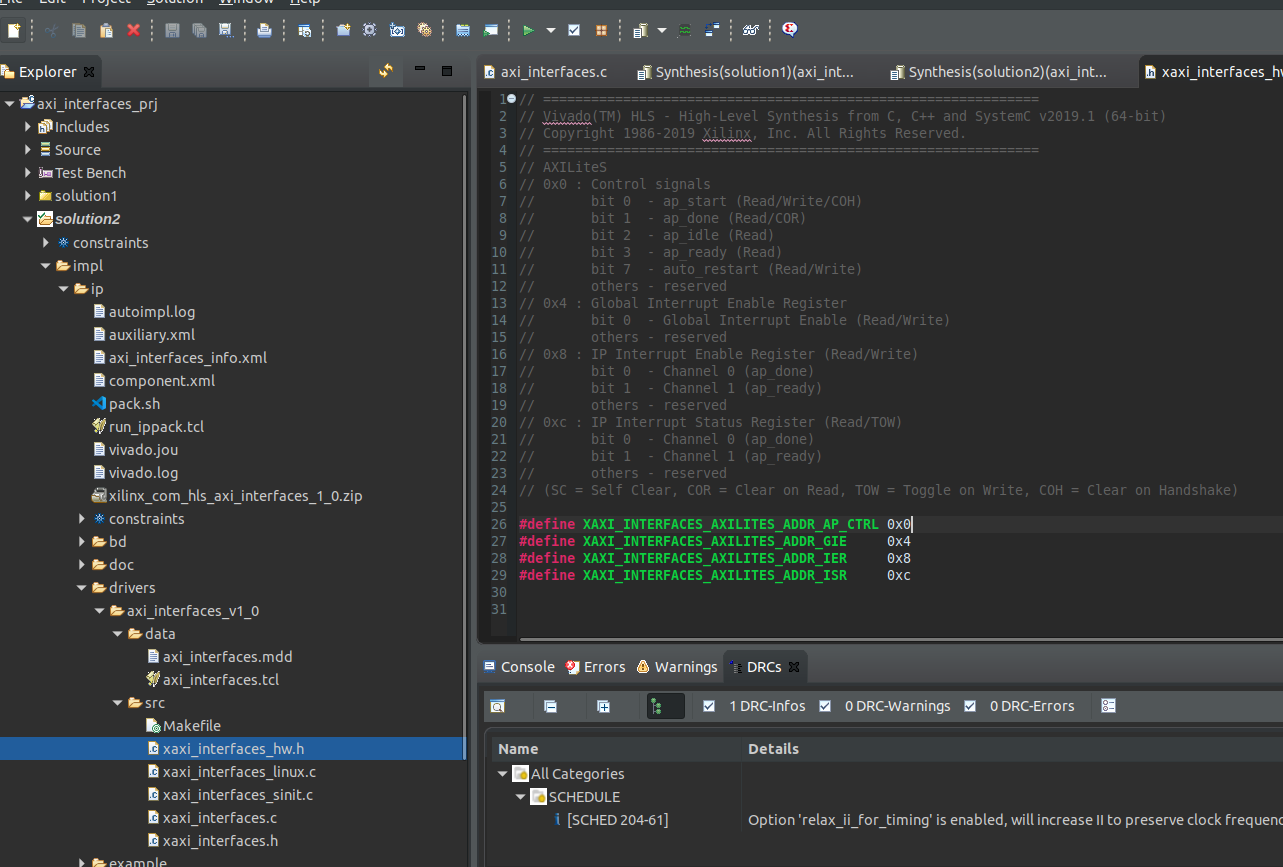 File Edit Project Solution Window Help
Explorer
axi_interfaces_prj
Includes
Source
Test Bench
solution1
solution2
constraints
impl
ip
autoimpl.log
auxiliary.xml
axi_interfaces_info.xml
component.xml
pack.sh
run_ippack.tcl
vivado.jou
vivado.log
xilinx_com_hls_axi_interfaces_1_0.zip
constraints
bd
doc
drivers
axi_interfaces_v1_0
data
axi_interfaces.mdd
axi_interfaces.tcl
src
Makefile
xaxi_interfaces_hw.h
xaxi_interfaces_linux.c
xaxi_interfaces_sinit.c
xaxi_interfaces.c
xaxi_interfaces.h
example
axi_interfaces.c Synthesis(solution1)(axi_int... Synthesis(solution2)(axi_int... xaxi_interfaces_hw
1 // ==============================================================
2 // Vivado(TM) HLS - High-Level Synthesis from C, C++ and SystemC v2019.1 (64-bit)
3 // Copyright 1986-2019 Xilinx, Inc. All Rights Reserved.
4 // ==============================================================
5 // AXILiteS
6 // 0x0 : Control signals
7 //       bit 0  - ap_start (Read/Write/COH)
8 //       bit 1  - ap_done (Read/COR)
9 //       bit 2  - ap_idle (Read)
10 //       bit 3  - ap_ready (Read)
11 //       bit 7  - auto_restart (Read/Write)
12 //       others - reserved
13 // 0x4 : Global Interrupt Enable Register
14 //       bit 0  - Global Interrupt Enable (Read/Write)
15 //       others - reserved
16 // 0x8 : IP Interrupt Enable Register (Read/Write)
17 //       bit 0  - Channel 0 (ap_done)
18 //       bit 1  - Channel 1 (ap_ready)
19 //       others - reserved
20 // 0xc : IP Interrupt Status Register (Read/TOW)
21 //       bit 0  - Channel 0 (ap_done)
22 //       bit 1  - Channel 1 (ap_ready)
23 //       others - reserved
24 // (SC = Self Clear, COR = Clear on Read, TOW = Toggle on Write, COH = Clear on Handshake)
25
26 #define XAXI_INTERFACES_AXILITES_ADDR_AP_CTRL 0x0
27 #define XAXI_INTERFACES_AXILITES_ADDR_GIE     0x4
28 #define XAXI_INTERFACES_AXILITES_ADDR_IER     0x8
29 #define XAXI_INTERFACES_AXILITES_ADDR_ISR     0xc
30
31
Console Errors Warnings DRCs
1 DRC-Infos 0 DRC-Warnings 0 DRC-Errors
Name Details
All Categories
SCHEDULE
[SCHED 204-61] Option 'relax_ii_for_timing' is enabled, will increase II to preserve clock frequenc